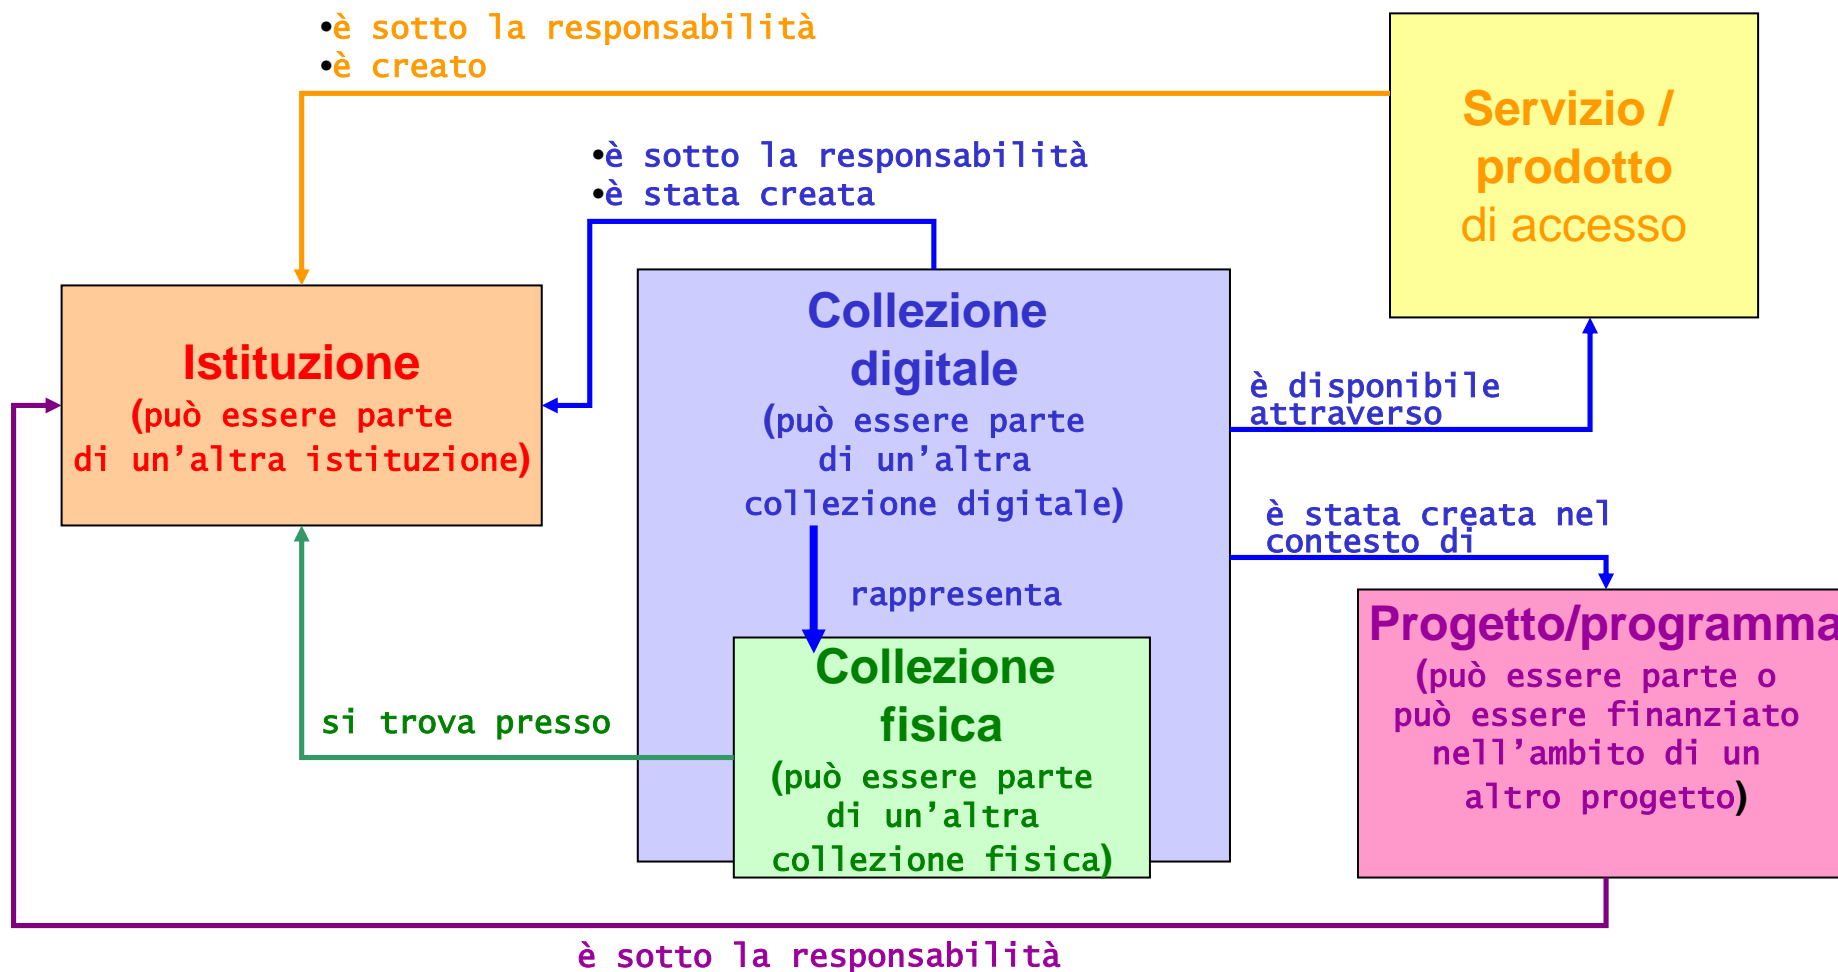 •è sotto la responsabilità
•è creato
Servizio /
prodotto
di accesso
•è sotto la responsabilità
•è stata creata
Istituzione
(può essere parte
di un’altra istituzione)
Collezione
digitale
(può essere parte
di un’altra
collezione digitale)
è disponibile
attraverso
è stata creata nel
contesto di
rappresenta
Progetto/programma
(può essere parte o
può essere finanziato
nell’ambito di un
altro progetto)
Collezione
fisica
(può essere parte
di un’altra
collezione fisica)
si trova presso
è sotto la responsabilità